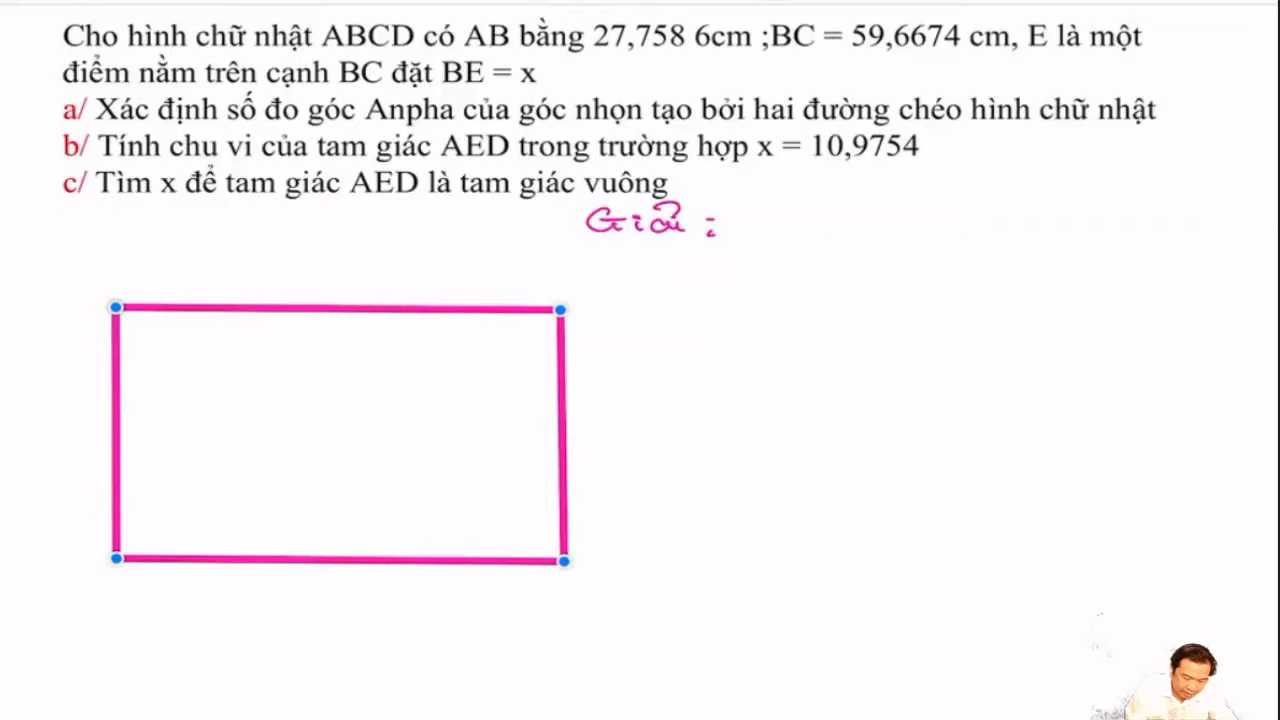 Cho hình chữ nhật ABCD có AB bằng 27,758 6cm ;BC = 59,6674 cm, E là một
điểm nằm trên cạnh BC đặt BE = x
a/ Xác định số đo góc Anpha của góc nhọn tạo bởi hai đường chéo hình chữ nhật
b/ Tính chu vi của tam giác AED trong trường hợp x = 10,9754
c/ Tìm x để tam giác AED là tam giác vuông
Giải :